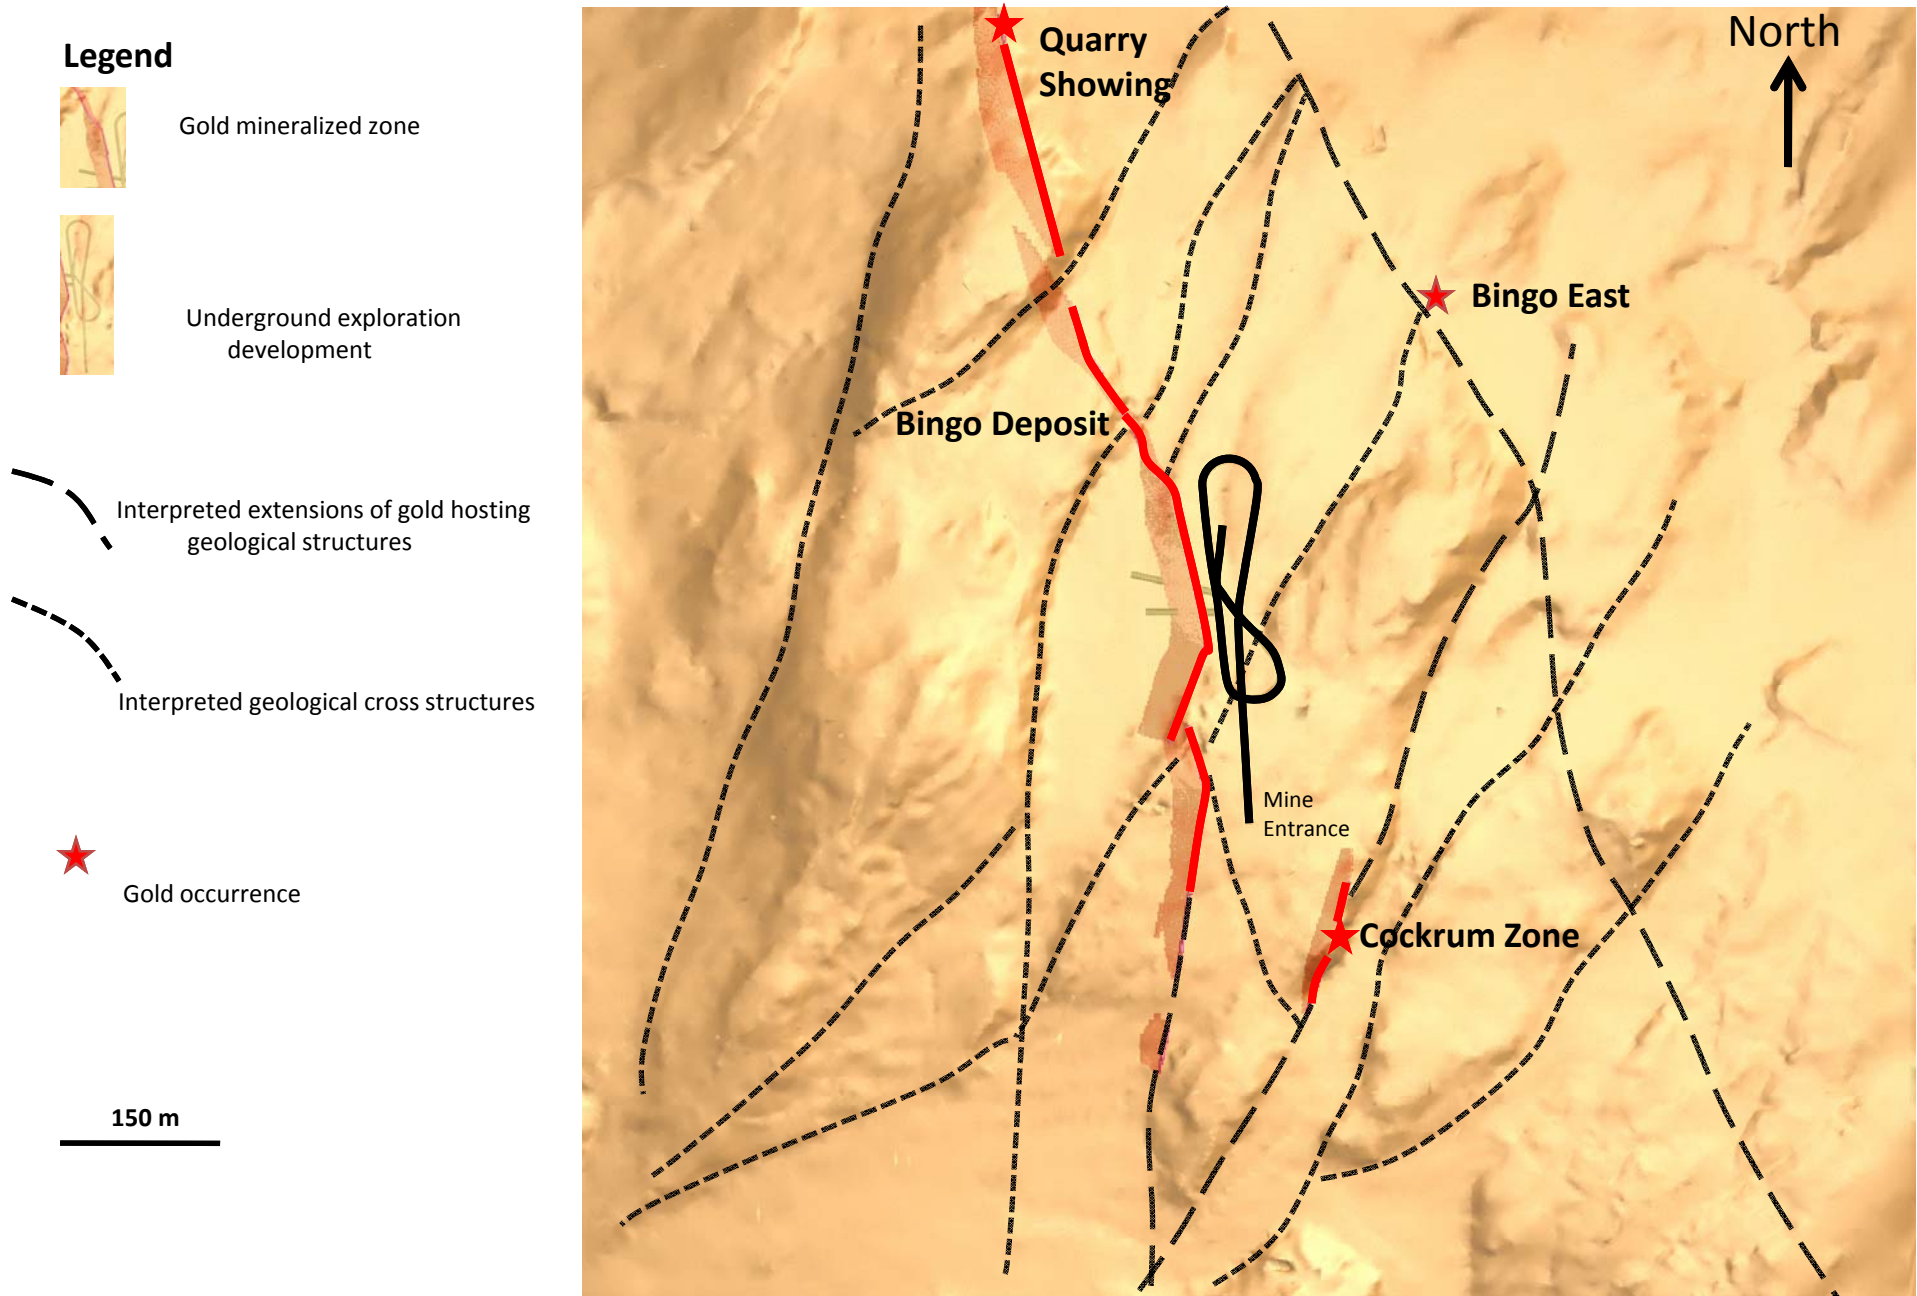 Legend
Gold mineralized zone
Underground exploration
development
Interpreted extensions of gold hosting
geological structures
Interpreted geological cross structures
Gold occurrence
150 m
Quarry
Showing
North
Bingo East
Bingo Deposit
Mine
Entrance
Cockrum Zone